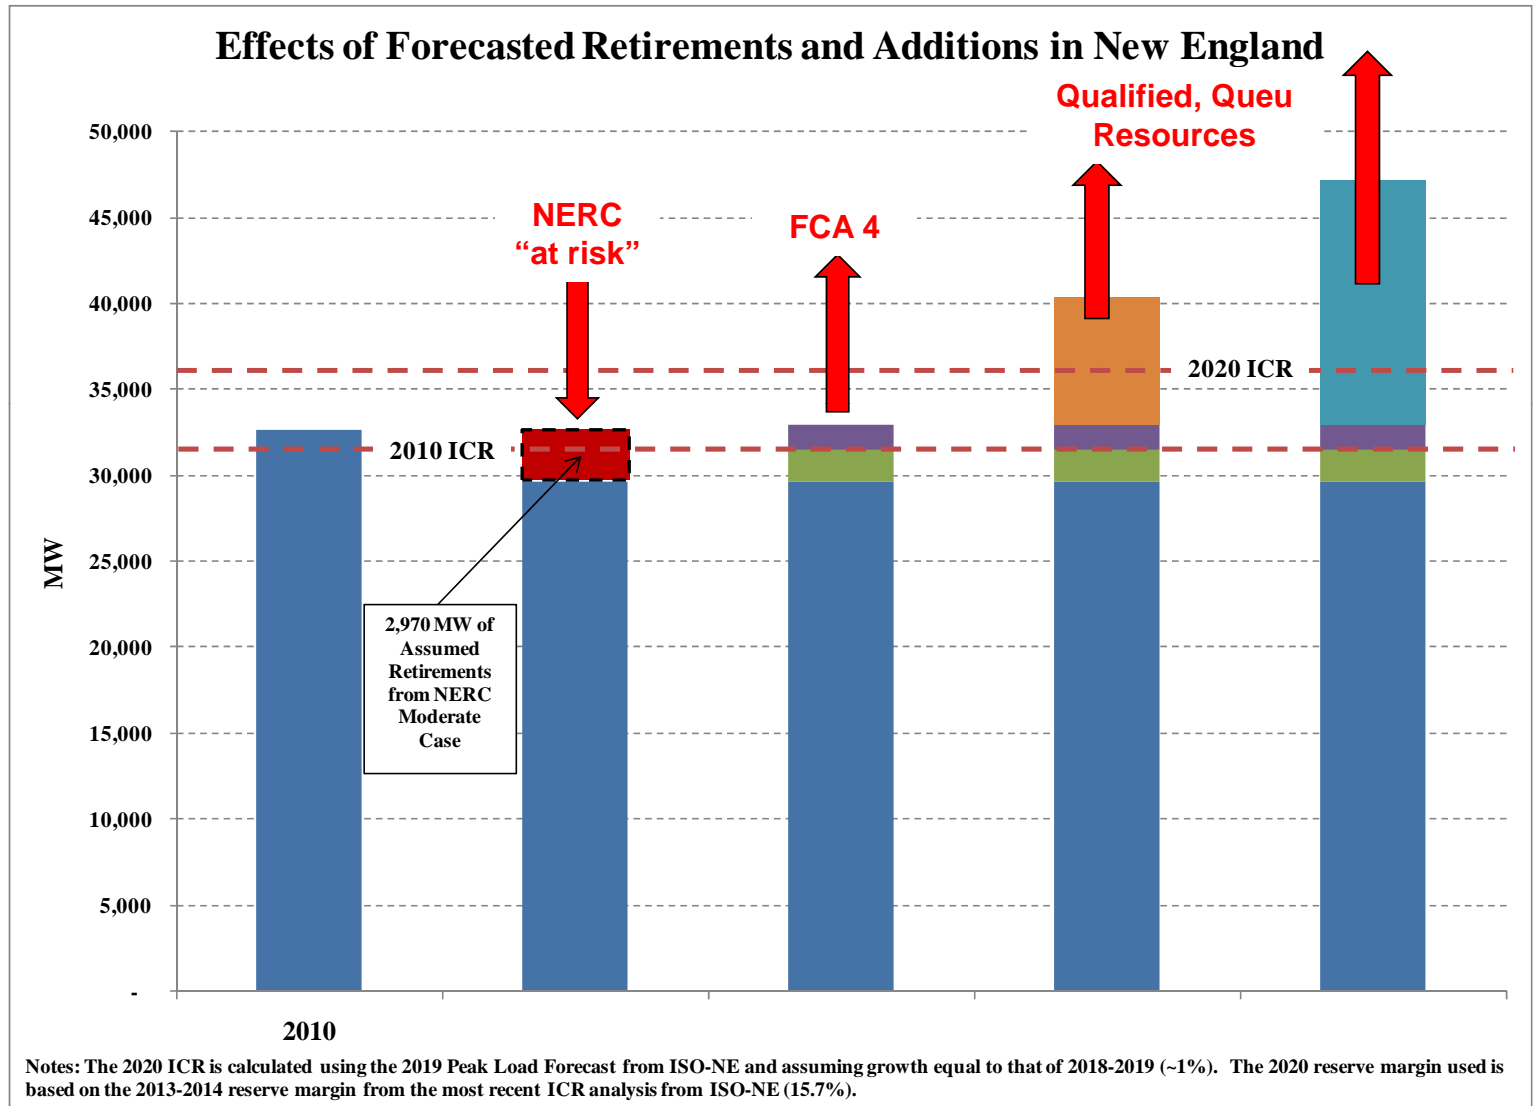 Effects of Forecasted Retirements and Additions in New England
Qualified, Queu
Resources
NERC
“at risk”
FCA 4
50,000
45,000
40,000
35,000
30,000
25,000
20,000
15,000
10,000
5,000
-
MW
2020 ICR
2010 ICR
2,970 MW of
Assumed
Retirements
from NERC
Moderate
Case
2010
Notes: The 2020 ICR is calculated using the 2019 Peak Load Forecast from ISO-NE and assuming growth equal to that of 2018-2019 (~1%). The 2020 reserve margin used is
based on the 2013-2014 reserve margin from the most recent ICR analysis from ISO-NE (15.7%).